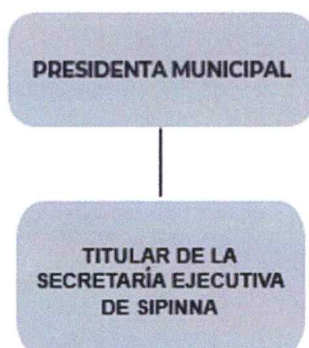 PRESIDENTA MUNICIPAL
TITULAR DE LA
SECRETARÍA EJECUTIVA
DE SIPINNA